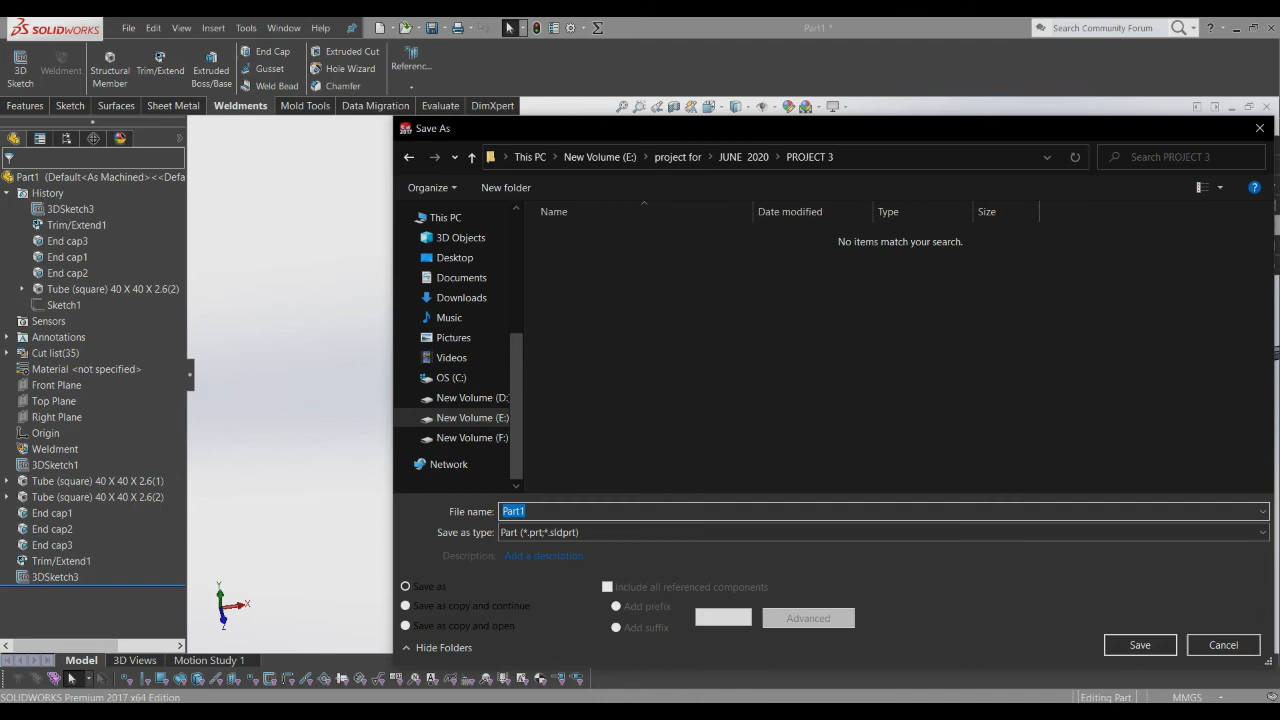 SOLIDWORKS File Edit View Insert Tools Window Help Part1 * Search Community Forum ?
3D Sketch
Weldment
Structural Member
Trim/Extend
Extruded Boss/Base
End Cap
Gusset
Weld Bead
Extruded Cut
Hole Wizard
Chamfer
Referenc...
Features Sketch Surfaces Sheet Metal Weldments Mold Tools Data Migration Evaluate DimXpert
Part1 (Default<As Machined><<Defa
History
3DSketch3
Trim/Extend1
End cap3
End cap1
End cap2
Tube (square) 40 X 40 X 2.6(2)
Sketch1
Sensors
Annotations
Cut list(35)
Material <not specified>
Front Plane
Top Plane
Right Plane
Origin
Weldment
3DSketch1
Tube (square) 40 X 40 X 2.6(1)
Tube (square) 40 X 40 X 2.6(2)
End cap1
End cap2
End cap3
Trim/Extend1
3DSketch3
Y
X
Z
2017 Save As
This PC > New Volume (E:) > project for > JUNE 2020 > PROJECT 3
Search PROJECT 3
Organize New folder ?
Name Date modified Type Size
No items match your search.
This PC
3D Objects
Desktop
Documents
Downloads
Music
Pictures
Videos
OS (C:)
New Volume (D:
New Volume (E:)
New Volume (F:)
Network
File name: Part1
Save as type: Part (*.prt;*.sldprt)
Description: Add a description
Save as
Save as copy and continue
Save as copy and open
Include all referenced components
Add prefix
Add suffix
Advanced
Hide Folders
Save Cancel
Model 3D Views Motion Study 1
SOLIDWORKS Premium 2017 x64 Edition Editing Part MMGS